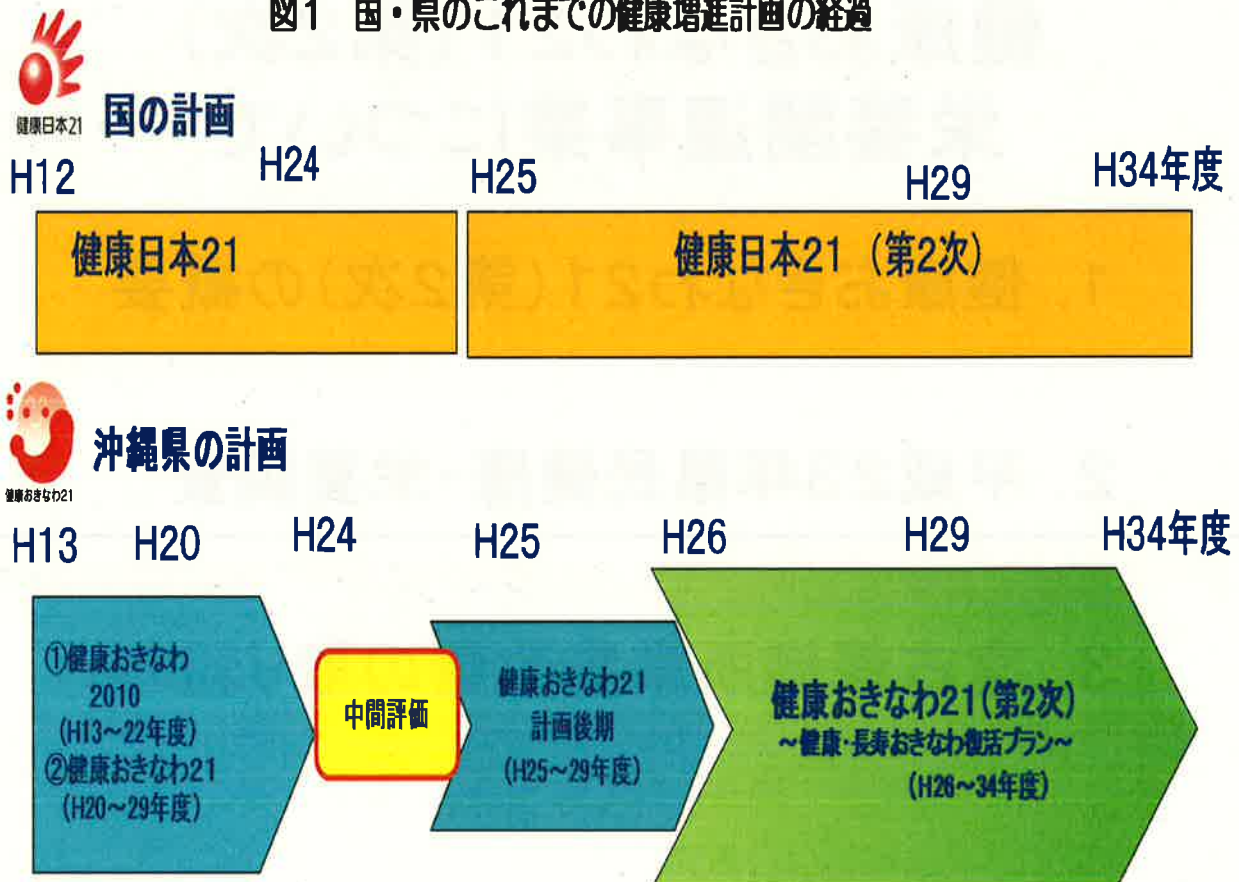 図1 国・県のこれまでの健康増進計画の経過
健康日本21
国の計画
H12
H24
H25
H29
H34年度
健康日本21
健康日本21（第2次）
沖縄県の計画
健康おきなわ21
H13
H20
H24
H25
H26
H29
H34年度
①健康おきなわ
2010
(H13～22年度)
②健康おきなわ21
(H20～29年度)
中間評価
健康おきなわ21
計画後期
(H25～29年度)
健康おきなわ21(第2次)
～健康・長寿おきなわ復活プラン～
(H26～34年度)